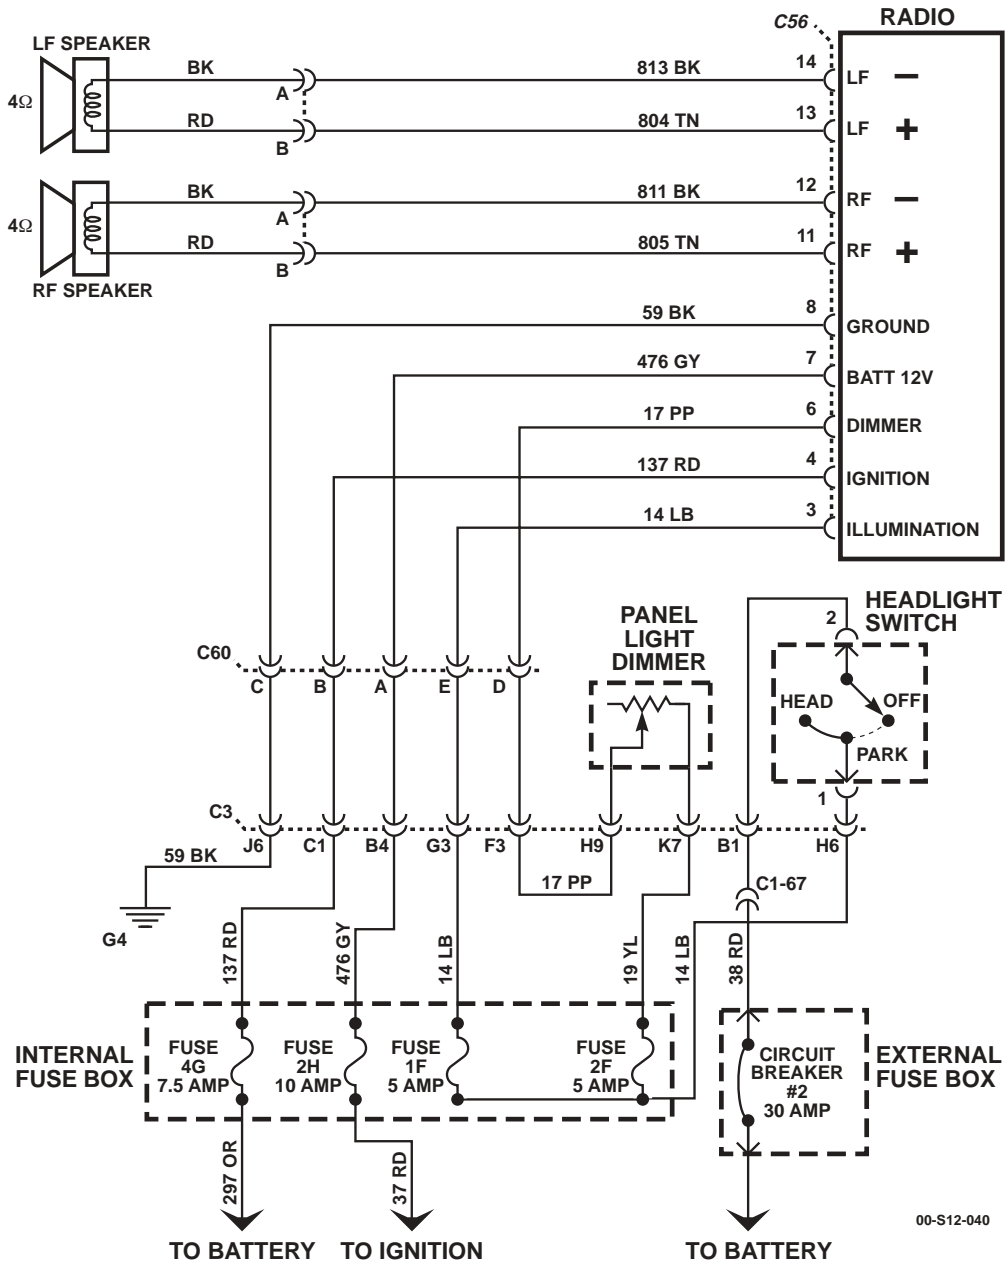 RADIO
C56
LF SPEAKER
4Ω
BK
A
813 BK
14
LF −
RD
B
804 TN
13
LF +
BK
A
811 BK
12
RF −
4Ω
RD
B
805 TN
11
RF +
RF SPEAKER
59 BK
8
GROUND
476 GY
7
BATT 12V
17 PP
6
DIMMER
137 RD
4
IGNITION
14 LB
3
ILLUMINATION
HEADLIGHT
SWITCH
2
PANEL
LIGHT
DIMMER
C60
C
B
A
E
D
HEAD
OFF
PARK
1
C3
J6
C1
B4
G3
F3
H9
K7
B1
H6
59 BK
17 PP
C1-67
G4
137 RD
476 GY
14 LB
19 YL
14 LB
38 RD
INTERNAL
FUSE BOX
FUSE
4G
7.5 AMP
FUSE
2H
10 AMP
FUSE
1F
5 AMP
FUSE
2F
5 AMP
CIRCUIT
BREAKER
#2
30 AMP
EXTERNAL
FUSE BOX
297 OR
37 RD
00-S12-040
TO BATTERY
TO IGNITION
TO BATTERY